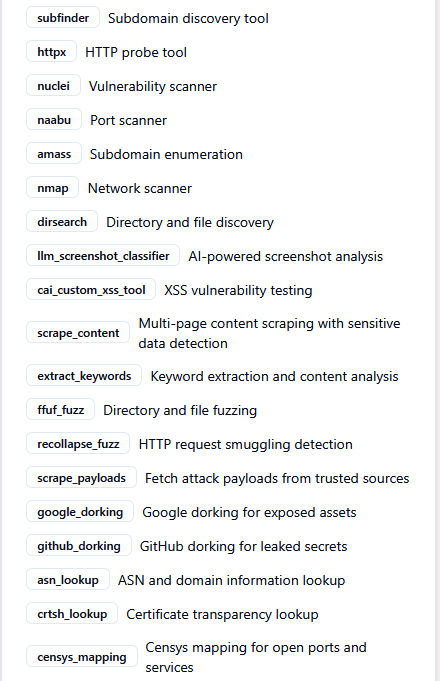 subfinder Subdomain discovery tool
httpx HTTP probe tool
nuclei Vulnerability scanner
naabu Port scanner
amass Subdomain enumeration
nmap Network scanner
dirsearch Directory and file discovery
llm_screenshot_classifier AI-powered screenshot analysis
cai_custom_xss_tool XSS vulnerability testing
scrape_content Multi-page content scraping with sensitive
data detection
extract_keywords Keyword extraction and content analysis
ffuf_fuzz Directory and file fuzzing
recollapse_fuzz HTTP request smuggling detection
scrape_payloads Fetch attack payloads from trusted sources
google_dorking Google dorking for exposed assets
github_dorking GitHub dorking for leaked secrets
asn_lookup ASN and domain information lookup
crtsh_lookup Certificate transparency lookup
censys_mapping Censys mapping for open ports and
services